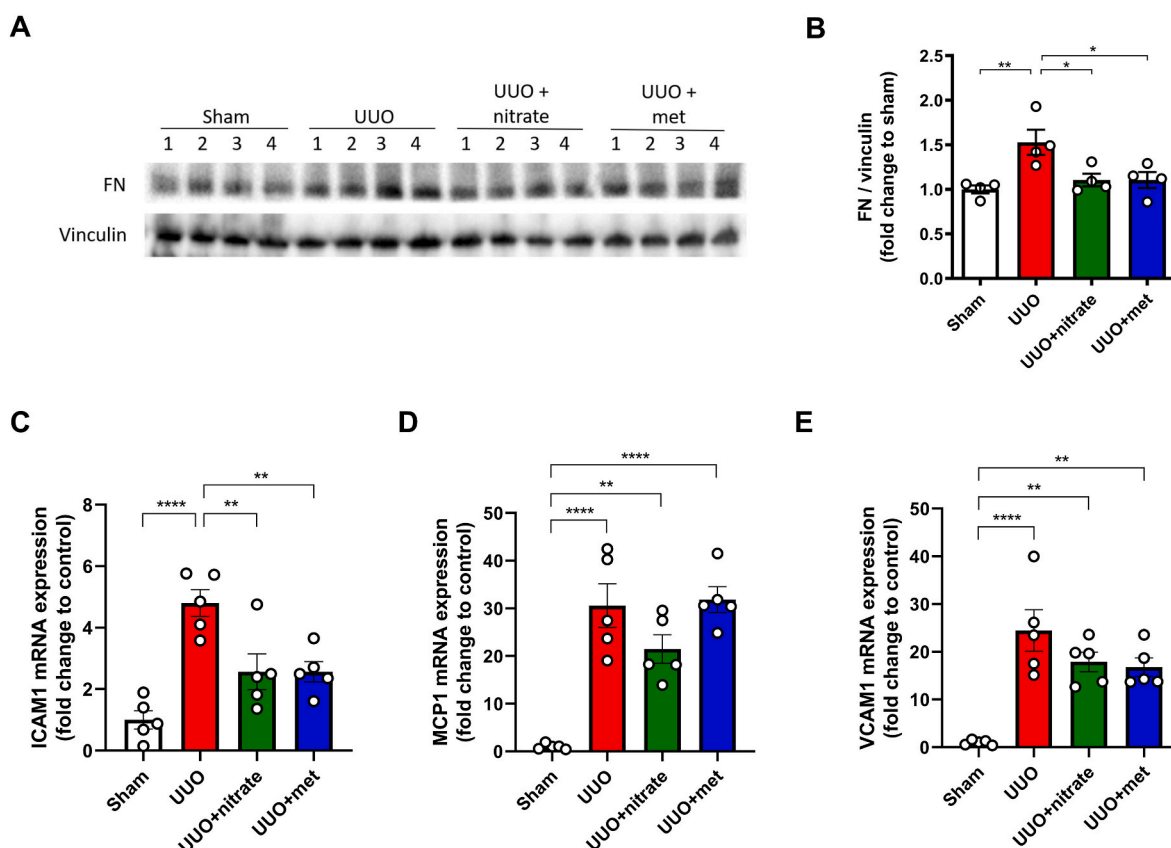 A
Sham UUO UUO + nitrate UUO + met
1 2 3 4 1 2 3 4 1 2 3 4 1 2 3 4
FN
Vinculin
B
FN / vinculin
(fold change to sham)
2.5
2.0
1.5
1.0
0.5
0.0
** * *
Sham UUO UUO+nitrate UUO+met
C
ICAM1 mRNA expression
(fold change to control)
8
6
4
2
0
**
**** **
Sham UUO UUO+nitrate UUO+met
D
MCP1 mRNA expression
(fold change to control)
50
40
30
20
10
0
****
**
****
Sham UUO UUO+nitrate UUO+met
E
VCAM1 mRNA expression
(fold change to control)
50
40
30
20
10
0
**
**
****
Sham UUO UUO+nitrate UUO+met